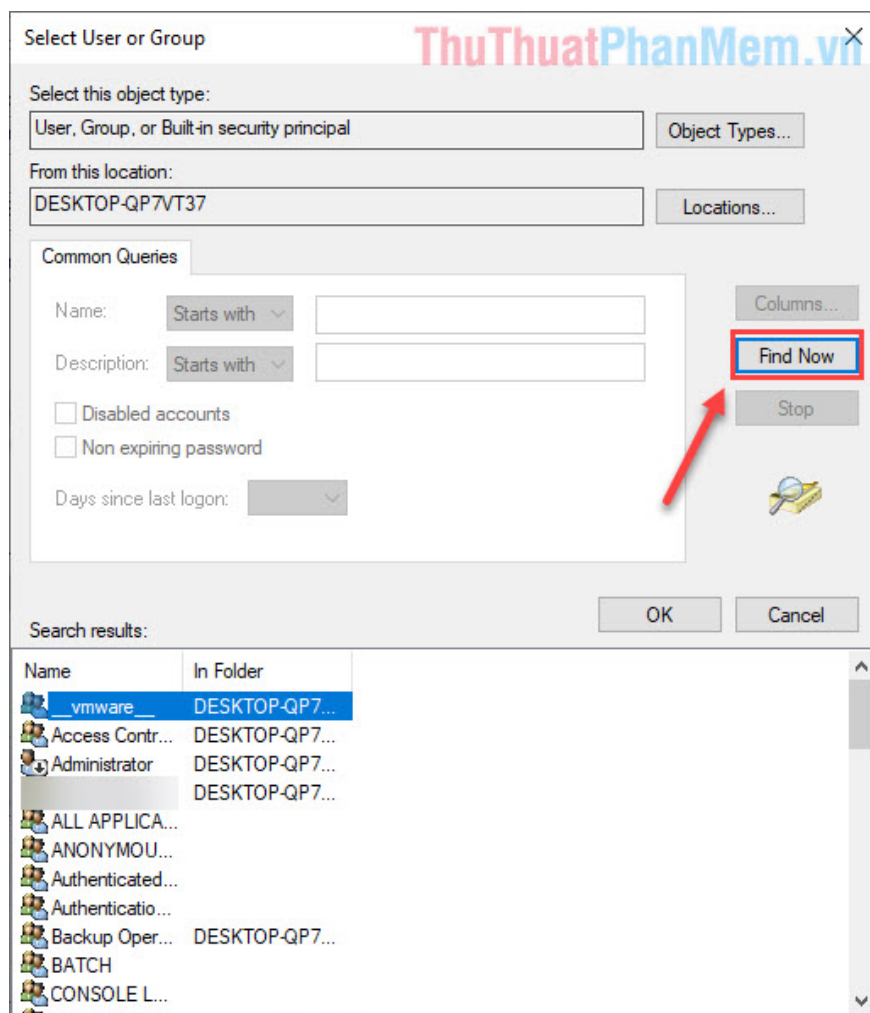 Select User or Group
ThuThuatPhanMem.vn
Select this object type:
User, Group, or Built-in security principal
Object Types...
From this location:
DESKTOP-QP7VT37
Locations...
Common Queries
Name:
Starts with
Columns...
Description:
Starts with
Find Now
Disabled accounts
Stop
Non expiring password
Days since last logon:
OK
Cancel
Search results:
Name In Folder
__vmware__ DESKTOP-QP7...
Access Contr... DESKTOP-QP7...
Administrator DESKTOP-QP7...
DESKTOP-QP7...
ALL APPLICA...
ANONYMOU...
Authenticated...
Authenticatio...
Backup Oper... DESKTOP-QP7...
BATCH
CONSOLE L...